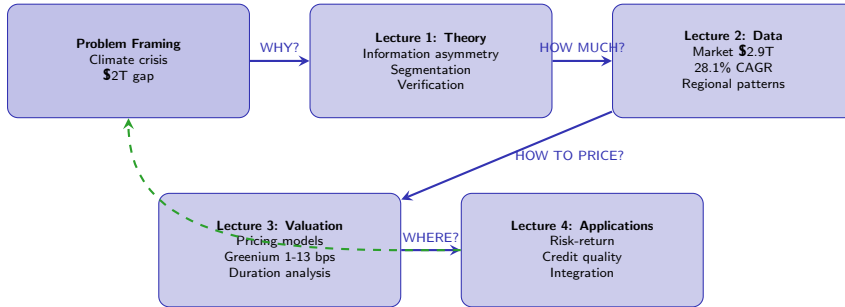 Problem Framing
Climate crisis
$2T gap
WHY?
Lecture 1: Theory
Information asymmetry
Segmentation
Verification
HOW MUCH?
Lecture 2: Data
Market $2.9T
28.1% CAGR
Regional patterns
HOW TO PRICE?
Lecture 3: Valuation
Pricing models
Greenium 1-13 bps
Duration analysis
WHERE?
Lecture 4: Applications
Risk-return
Credit quality
Integration